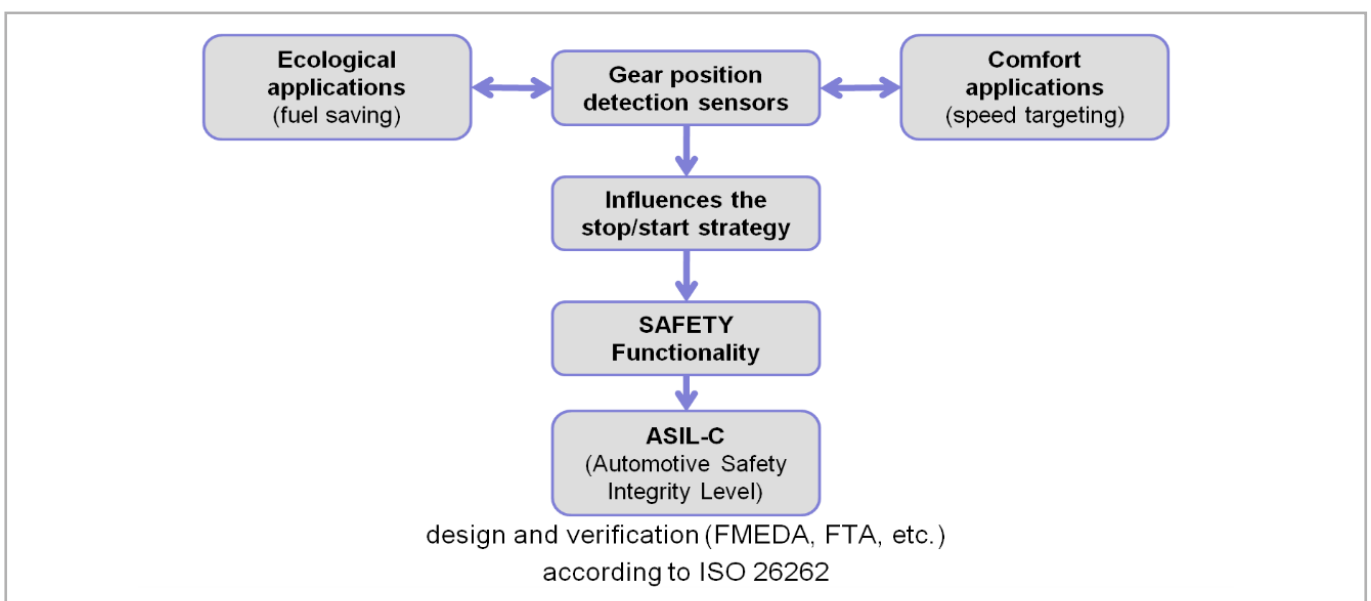 Ecological
applications
(fuel saving)
Gear position
detection sensors
Comfort
applications
(speed targeting)
Influences the
stop/start strategy
SAFETY
Functionality
ASIL-C
(Automotive Safety
Integrity Level)
design and verification (FMEDA, FTA, etc.)
according to ISO 26262